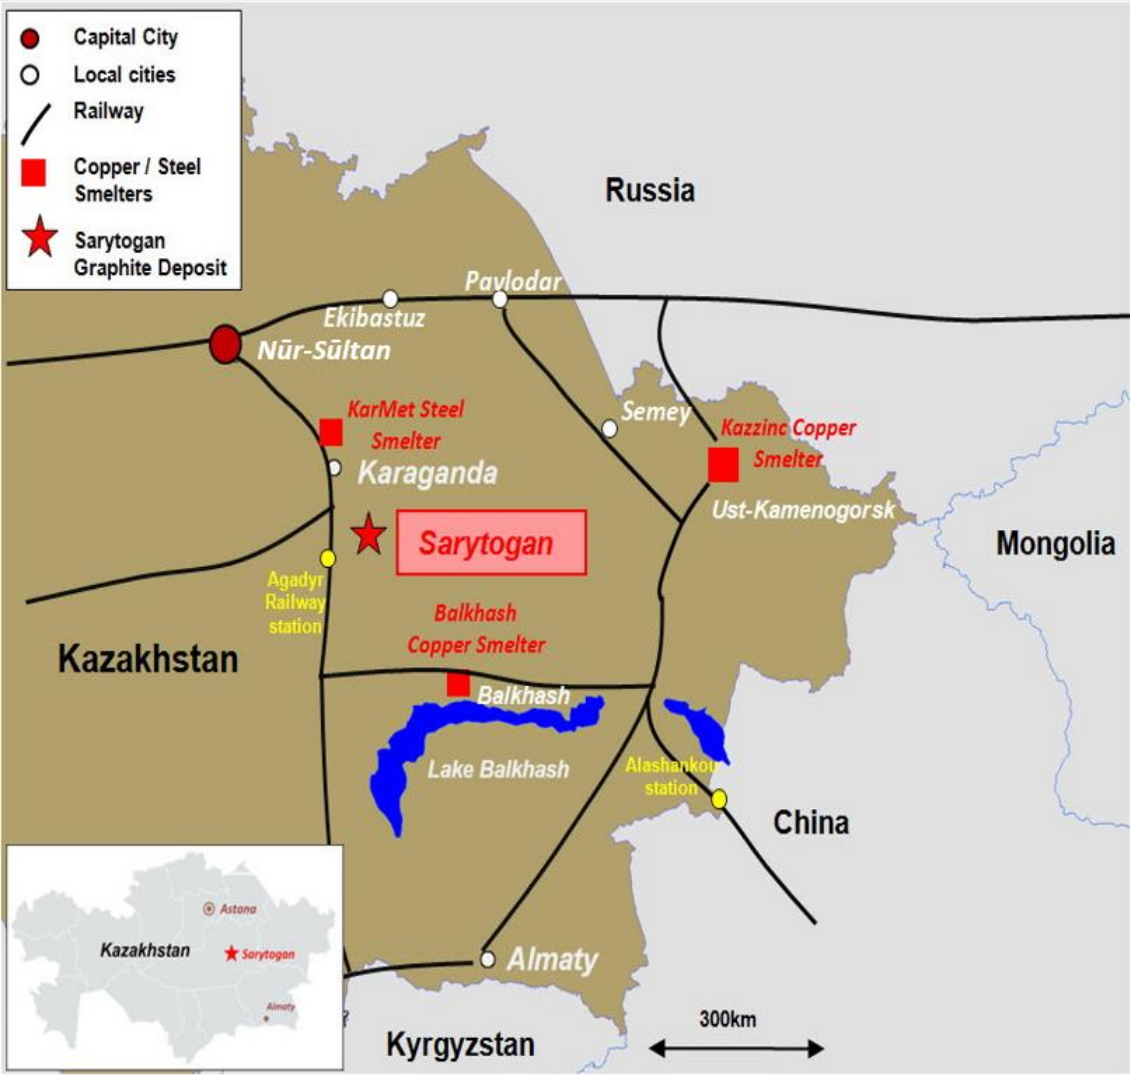 Capital City
Local cities
Railway
Copper / Steel
Smelters
Sarytogan
Graphite Deposit
Russia
Pavlodar
Ekibastuz
Nūr-Sūltan
KarMet Steel
Smelter
Semey
Kazzinc Copper
Smelter
Karaganda
Ust-Kamenogorsk
Sarytogan
Mongolia
Agadyr
Railway
station
Balkhash
Copper Smelter
Kazakhstan
Balkhash
Lake Balkhash
Alashankou
station
China
Astana
Kazakhstan
Sarytogan
Almaty
Almaty
Kyrgyzstan
300km